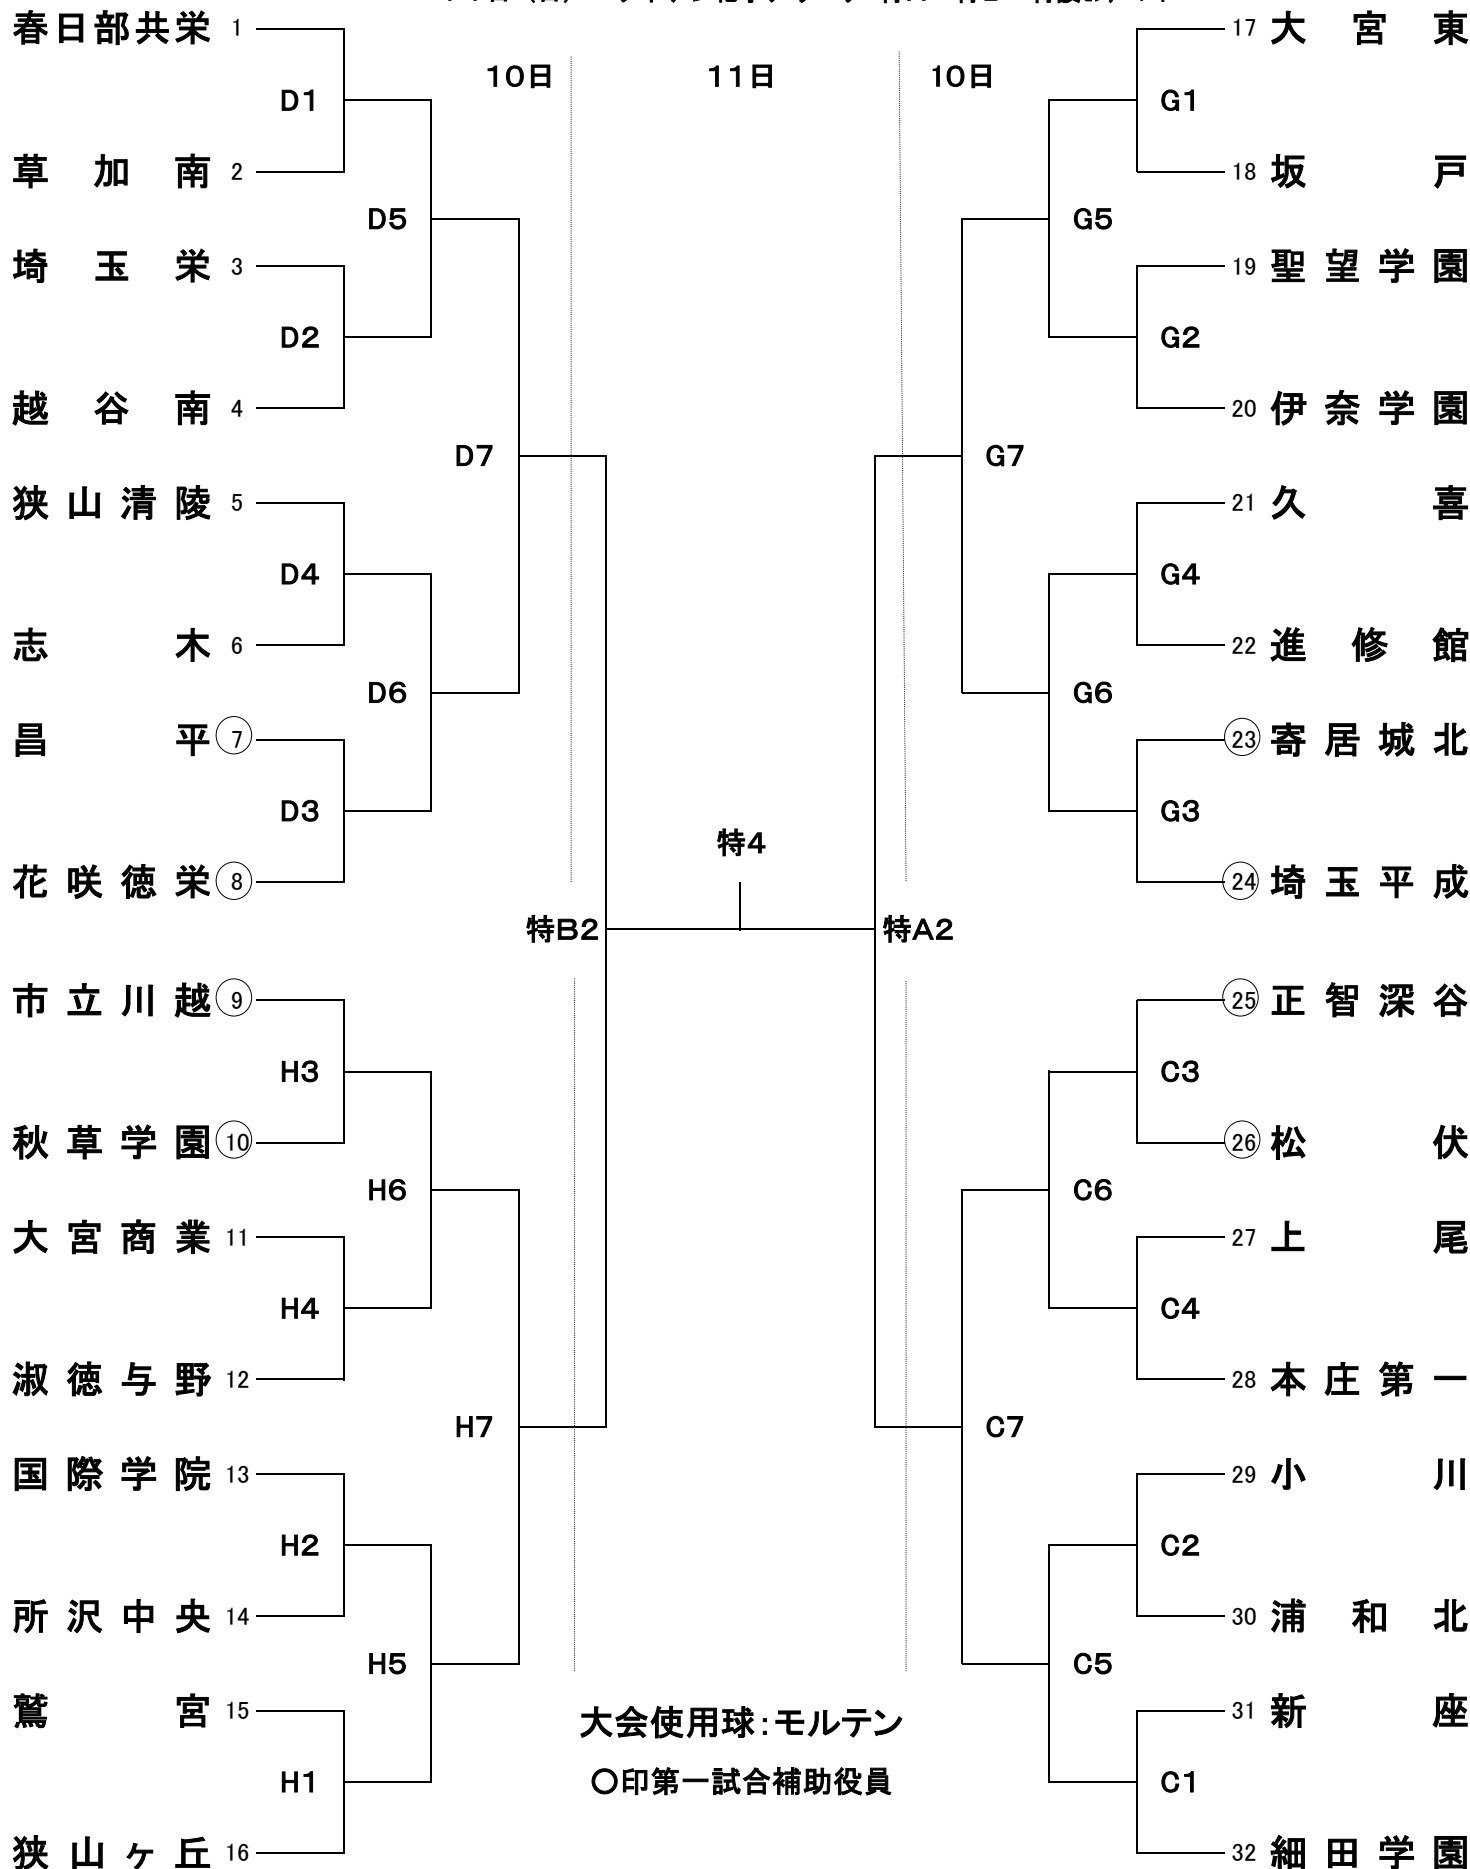 春日部共栄 1
17 大宮東
10日 11日 10日
D1
G1
草加南 2
18 坂戸
D5
G5
埼玉栄 3
19 聖望学園
D2
G2
越谷南 4
20 伊奈学園
D7
G7
狭山清陵 5
21 久喜
D4
G4
志木 6
22 進修館
D6
G6
昌平 7
23 寄居城北
D3
G3
特4
花咲徳栄 8
24 埼玉平成
特B2 特A2
市立川越 9
25 正智深谷
H3
C3
秋草学園 10
26 松伏
H6
C6
大宮商業 11
27 上尾
H4
C4
淑徳与野 12
28 本庄第一
H7
C7
国際学院 13
29 小川
H2
C2
所沢中央 14
30 浦和北
H5
C5
鷲宮 15
31 新座
大会使用球:モルテン
H1
〇印第一試合補助役員
C1
狭山ヶ丘 16
32 細田学園